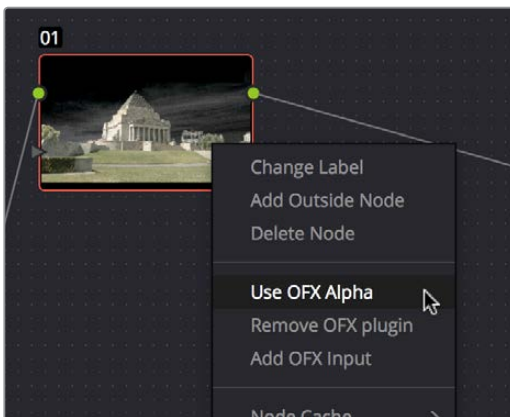 01
Change Label
Add Outside Node
Delete Node
Use OFX Alpha
Remove OFX plugin
Add OFX Input
Node Cache